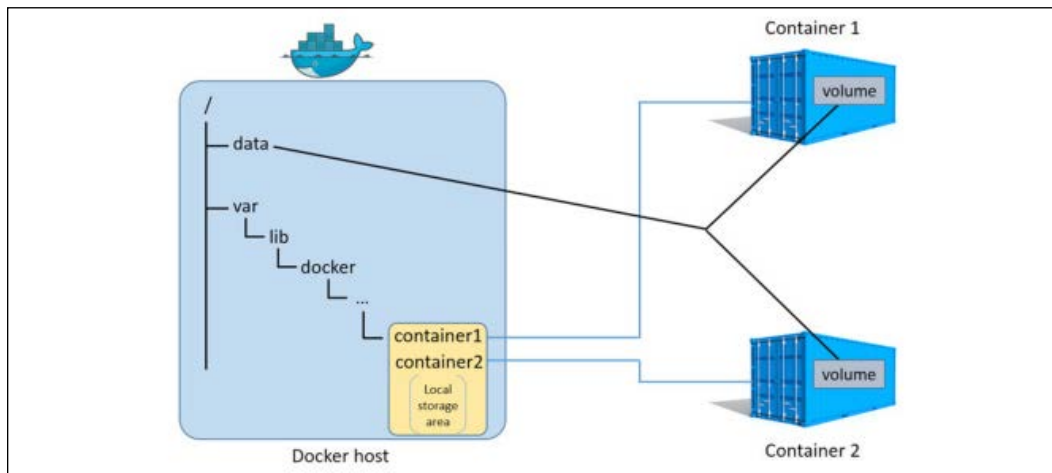 Container 1
volume
/
data
var
lib
docker
...
container1
container2
Local
storage
area
volume
Docker host
Container 2